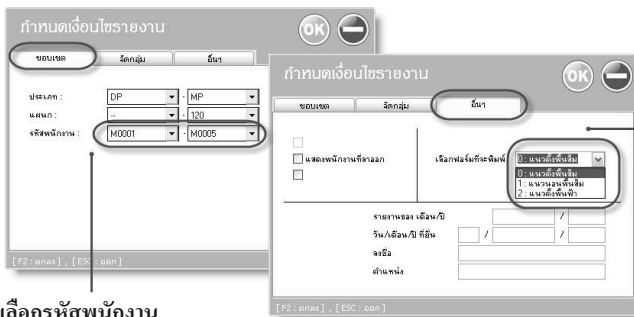 กำหนดเงื่อนไขรายงาน
OK
ขอบเขต
จัดกลุ่ม
อื่นๆ
ประเภท : DP - MP
แผนก : -- - 120
รหัสพนักงาน : M0001 - M0005
[F2 : ตกลง] , [ESC : ออก]
เลือกรหัสพนักงาน
กำหนดเงื่อนไขรายงาน
OK
ขอบเขต
จัดกลุ่ม
อื่นๆ
แสดงพนักงานที่ลาออก
เลือกฟอร์มที่จะพิมพ์ 0 : แนวตั้งพื้นส้ม
0 : แนวตั้งพื้นส้ม
1 : แนวนอนพื้นส้ม
2 : แนวตั้งพื้นฟ้า
รายงานของ เดือน/ปี /
วัน/เดือน/ปี ที่ยื่น / /
ลงชื่อ
ตำแหน่ง
[F2 : ตกลง] , [ESC : ออก]